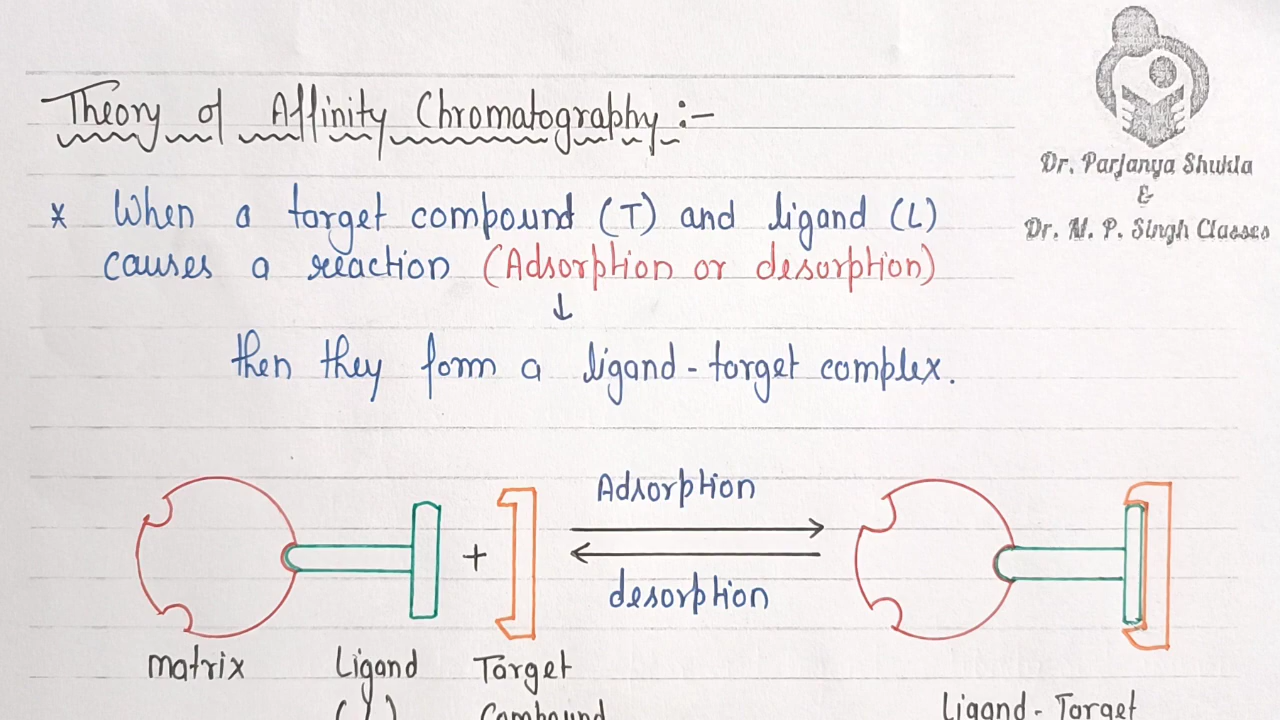 Theory of Affinity Chromatography :-
Dr. Parjanya Shukla
&
Dr. M. P. Singh Classes
* When a target compound (T) and ligand (L)
causes a reaction (Adsorption or desorption)
↓
then they form a ligand - target complex.
Adsorption
+
desorption
matrix Ligand Target
(L) Compound
Ligand - Target